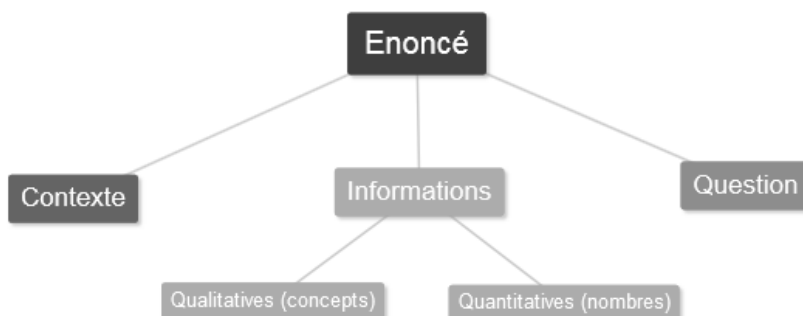 Enoncé
Contexte
Informations
Question
Qualitatives (concepts)
Quantitatives (nombres)